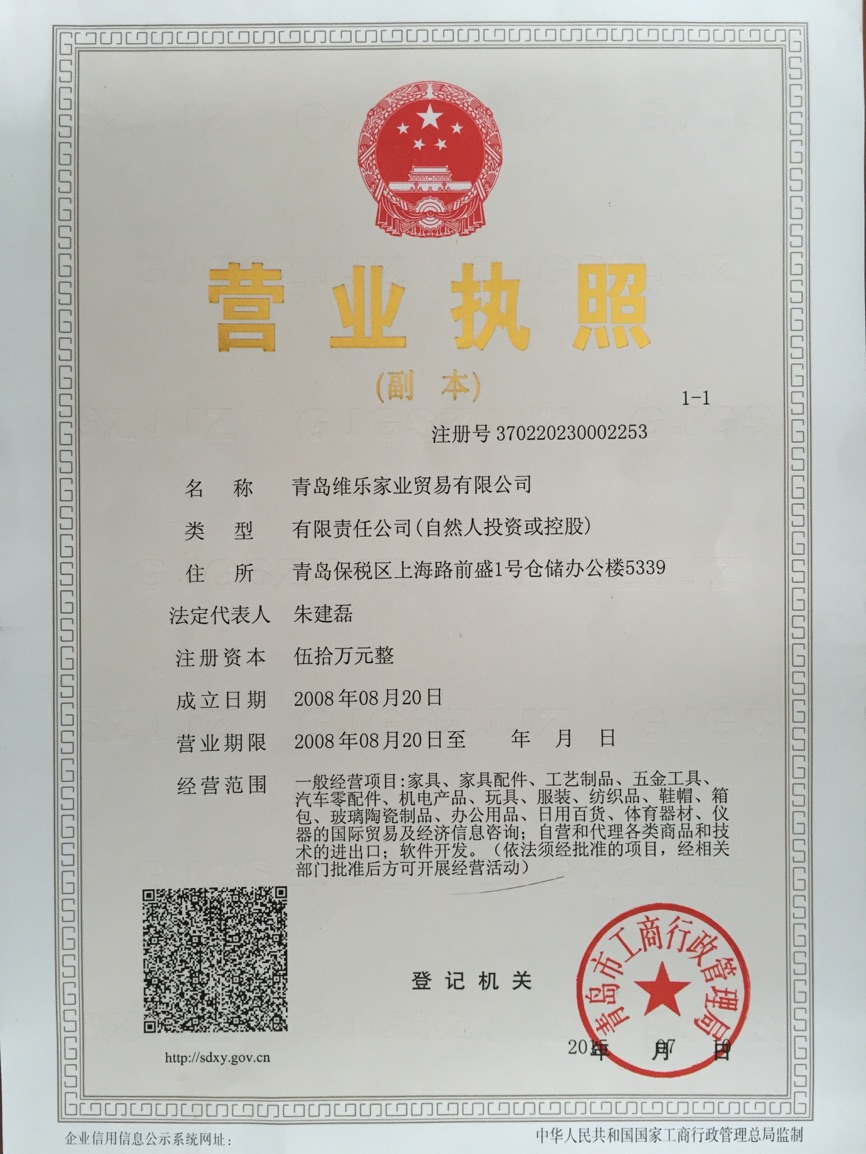 营业执照
(副 本)
1-1
注册号 370220230002253
名 称 青岛维乐家业贸易有限公司
类 型 有限责任公司(自然人投资或控股)
住 所 青岛保税区上海路前盛1号仓储办公楼5339
法定代表人 朱建磊
注册资本 伍拾万元整
成立日期 2008年08月20日
营业期限 2008年08月20日至 年 月 日
经营范围 一般经营项目:家具、家具配件、工艺制品、五金工具、
汽车零配件、机电产品、玩具、服装、纺织品、鞋帽、箱
包、玻璃陶瓷制品、办公用品、日用百货、体育器材、仪
器的国际贸易及经济信息咨询；自营和代理各类商品和技
术的进出口；软件开发。（依法须经批准的项目，经相关
部门批准后方可开展经营活动）
登记机关
青岛市工商行政管理局
年 07月 日
http://sdxy.gov.cn
企业信用信息公示系统网址:
中华人民共和国国家工商行政管理总局监制